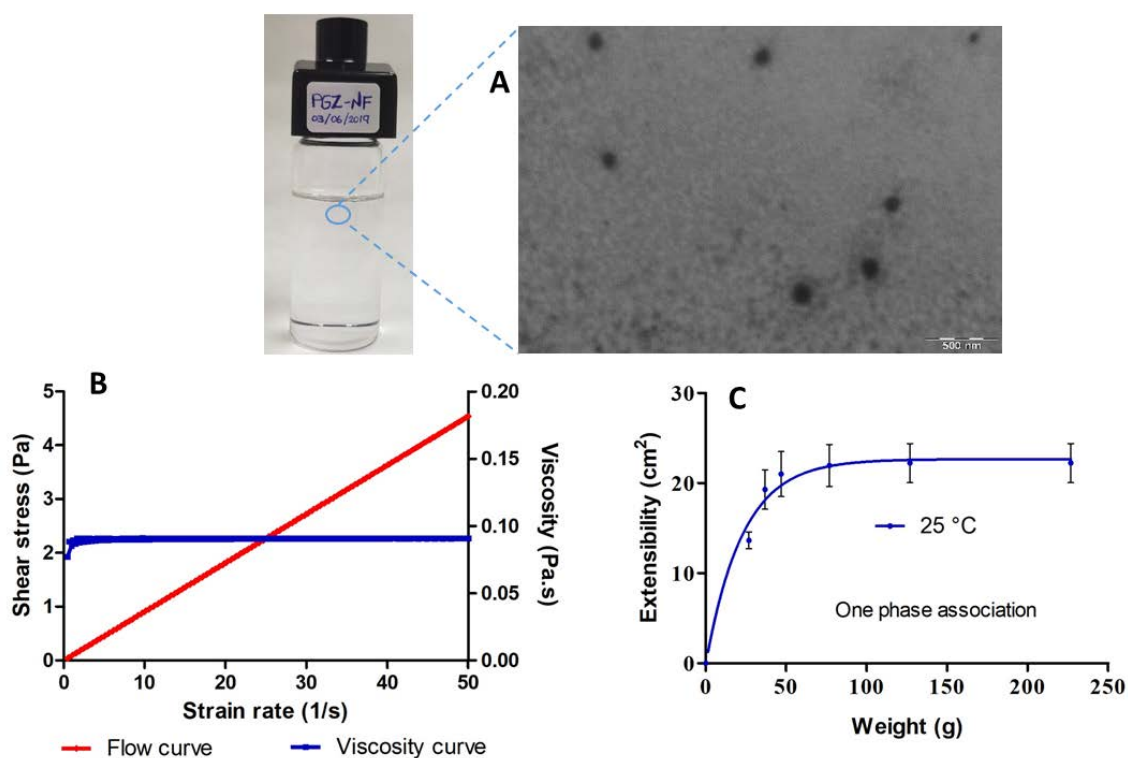 PGZ-NF
03/06/2019
A
500 nm
B
5
4
3
2
1
0
Shear stress (Pa)
0.20
0.15
0.10
0.05
0.00
Viscosity (Pa.s)
0 10 20 30 40 50
Strain rate (1/s)
Flow curve Viscosity curve
C
30
20
10
0
Extensibility (cm²)
25 °C
One phase association
0 50 100 150 200 250
Weight (g)